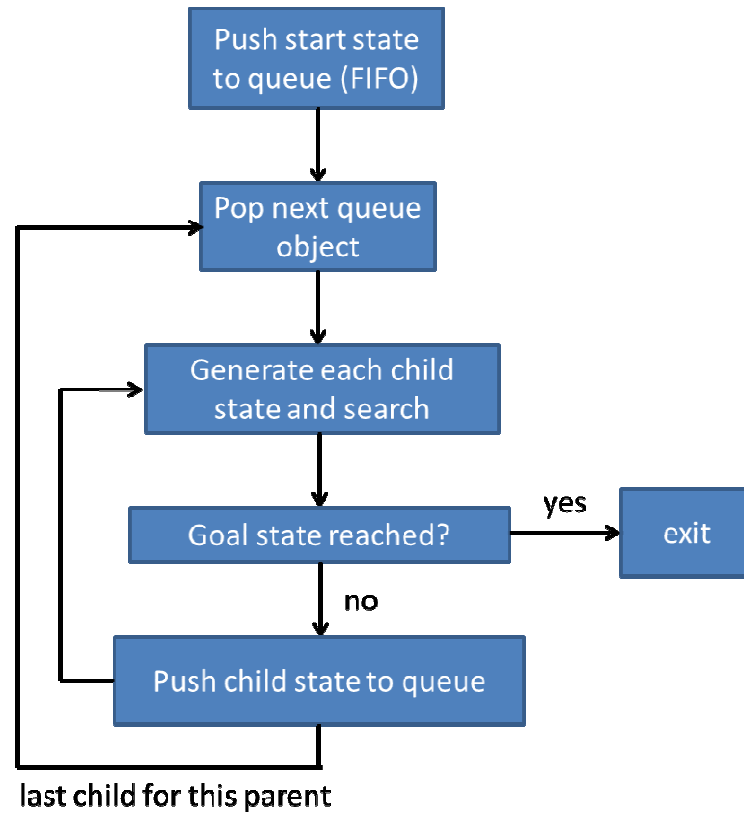 Push start state
to queue (FIFO)
Pop next queue
object
Generate each child
state and search
Goal state reached?
yes
exit
no
Push child state to queue
last child for this parent